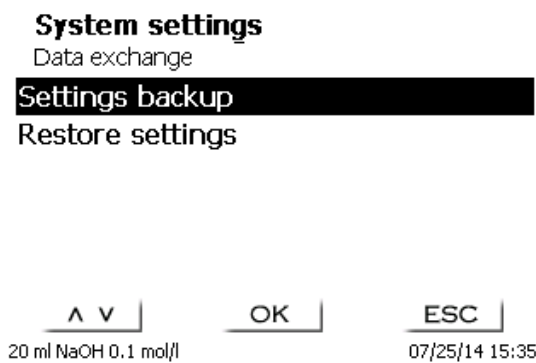 System settings
Data exchange
Settings backup
Restore settings
∧ ∨ OK ESC
20 ml NaOH 0.1 mol/l 07/25/14 15:35